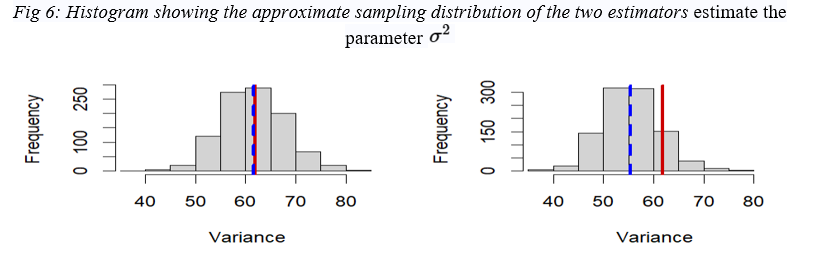 Fig 6: Histogram showing the approximate sampling distribution of the two estimators estimate the
parameter σ²
Frequency
0 100 250
40 50 60 70 80
Variance
Frequency
0 150 300
40 50 60 70 80
Variance